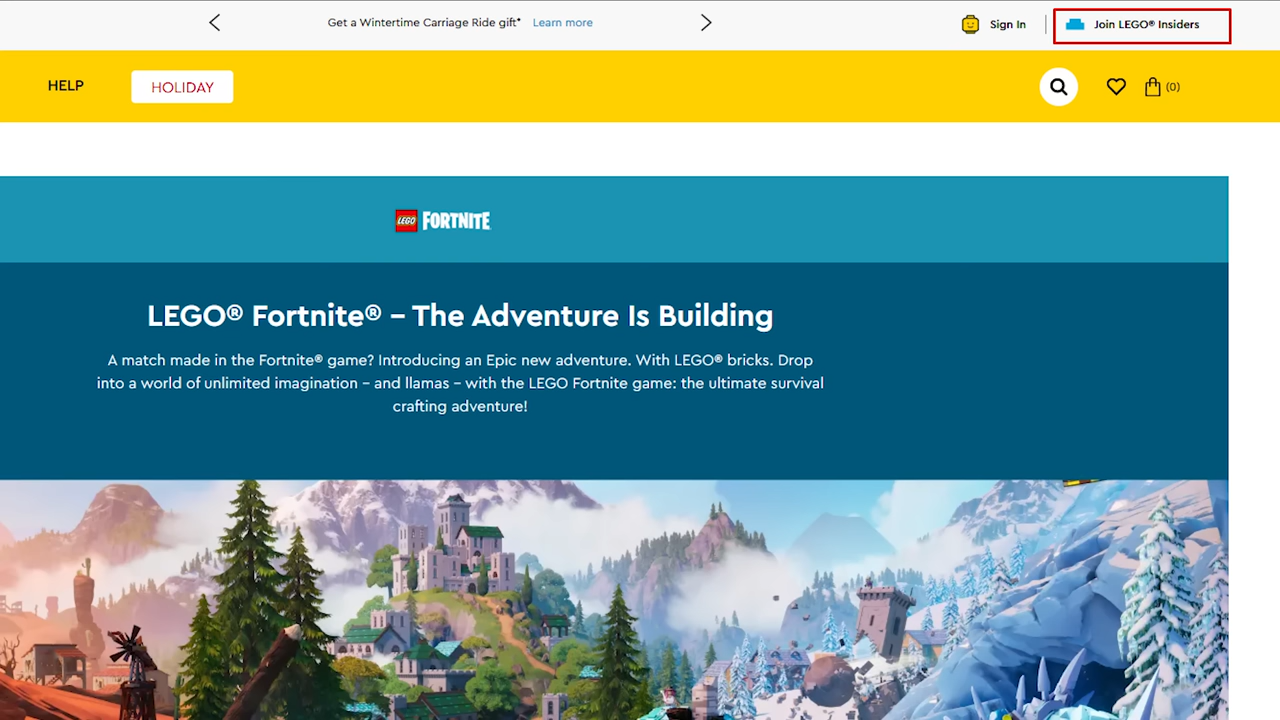 Get a Wintertime Carriage Ride gift* Learn more
Sign In
Join LEGO® Insiders
HELP
HOLIDAY
(0)
LEGO FORTNITE
LEGO® Fortnite® – The Adventure Is Building
A match made in the Fortnite® game? Introducing an Epic new adventure. With LEGO® bricks. Drop
into a world of unlimited imagination – and llamas – with the LEGO Fortnite game: the ultimate survival
crafting adventure!